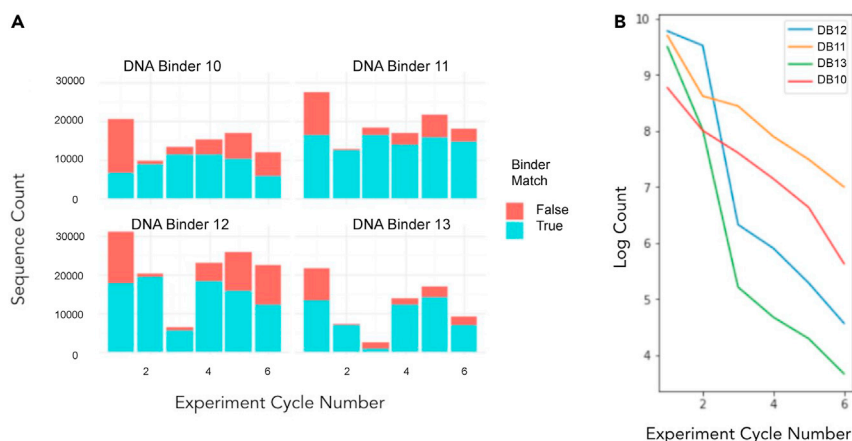 A
DNA Binder 10
DNA Binder 11
30000
20000
10000
0
DNA Binder 12
DNA Binder 13
30000
20000
10000
0
2
4
6
2
4
6
Sequence Count
Experiment Cycle Number
Binder
Match
False
True
B
10
9
8
7
6
5
4
2
4
6
Log Count
Experiment Cycle Number
DB12
DB11
DB13
DB10